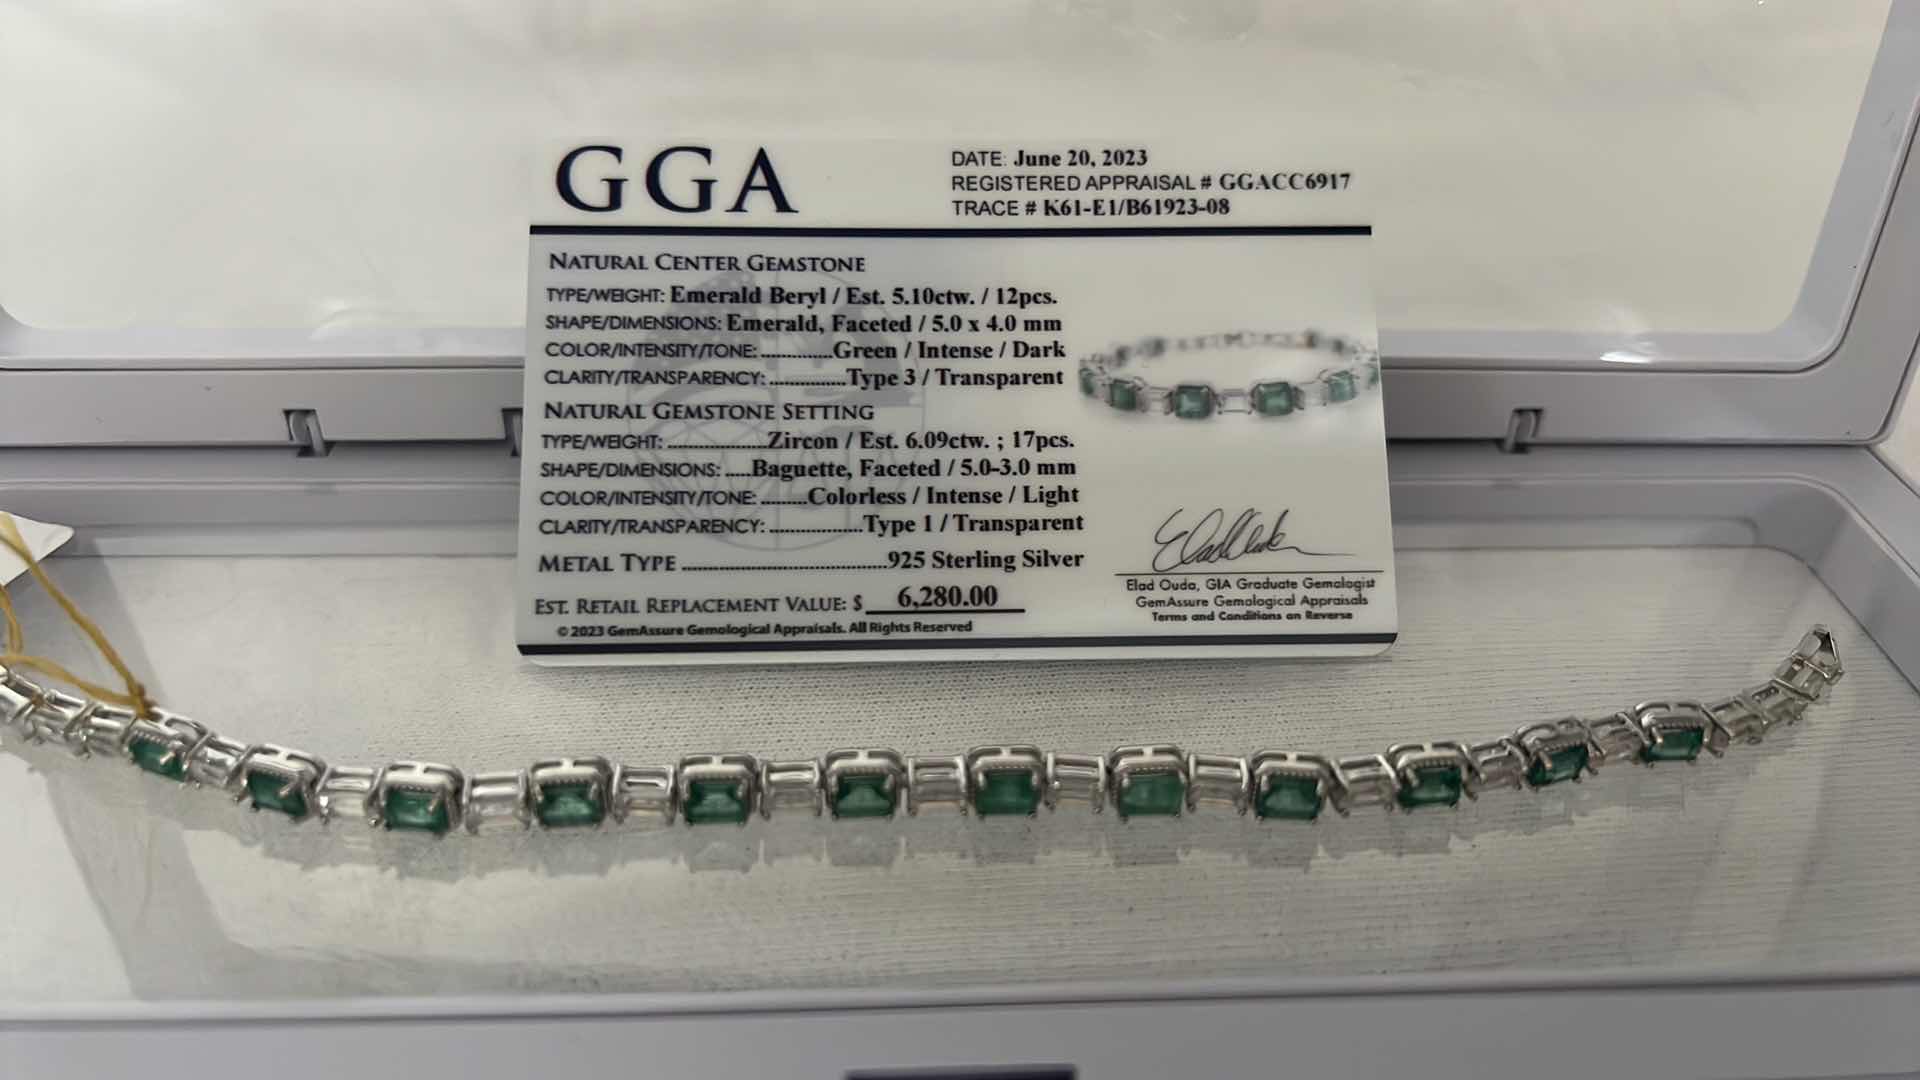 GGA
DATE: June 20, 2023
REGISTERED APPRAISAL # GGACC6917
TRACE # K61-E1/B61923-08
NATURAL CENTER GEMSTONE
TYPE/WEIGHT: Emerald Beryl / Est. 5.10ctw. / 12pcs.
SHAPE/DIMENSIONS: Emerald, Faceted / 5.0 x 4.0 mm
COLOR/INTENSITY/TONE: ..............Green / Intense / Dark
CLARITY/TRANSPARENCY: ...............Type 3 / Transparent
NATURAL GEMSTONE SETTING
TYPE/WEIGHT: ...................Zircon / Est. 6.09ctw. ; 17pcs.
SHAPE/DIMENSIONS: .....Baguette, Faceted / 5.0-3.0 mm
COLOR/INTENSITY/TONE: .........Colorless / Intense / Light
CLARITY/TRANSPARENCY: .................Type 1 / Transparent
METAL TYPE ....................................925 Sterling Silver
EST. RETAIL REPLACEMENT VALUE: $ 6,280.00
© 2023 GemAssure Gemological Appraisals. All Rights Reserved
Elad Ouda, GIA Graduate Gemologist
GemAssure Gemological Appraisals
Terms and Conditions on Reverse